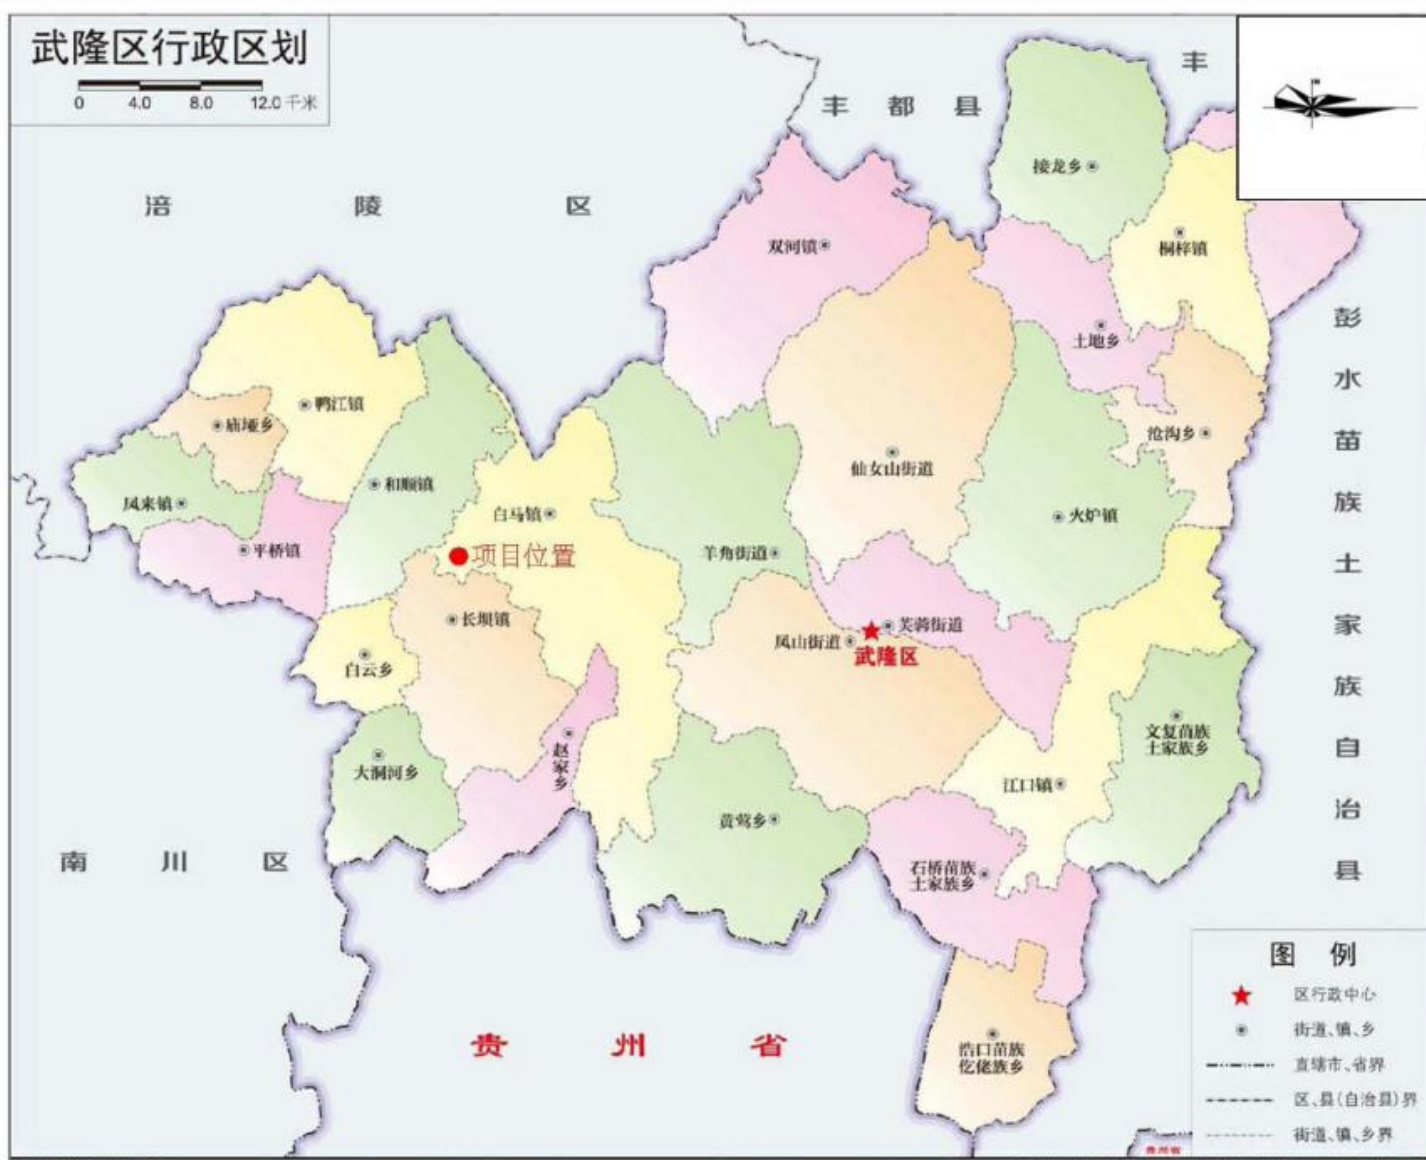 武隆区行政区划
0 4.0 8.0 12.0 千米
丰
丰都县
N
接龙乡
涪陵区
双河镇
桐梓镇
彭水苗族土家族自治县
土地乡
鸭江镇
庙垭乡
沧沟乡
仙女山街道
和顺镇
凤来镇
白马镇
火炉镇
平桥镇
项目位置
羊角街道
长坝镇
芙蓉街道
凤山街道
武隆区
白云乡
文复苗族
土家族乡
赵家乡
大洞河乡
江口镇
黄莺乡
南川区
石桥苗族
土家族乡
贵州省
浩口苗族
仡佬族乡
图例
区行政中心
街道、镇、乡
直辖市、省界
区、县(自治县)界
街道、镇、乡界
贵州省